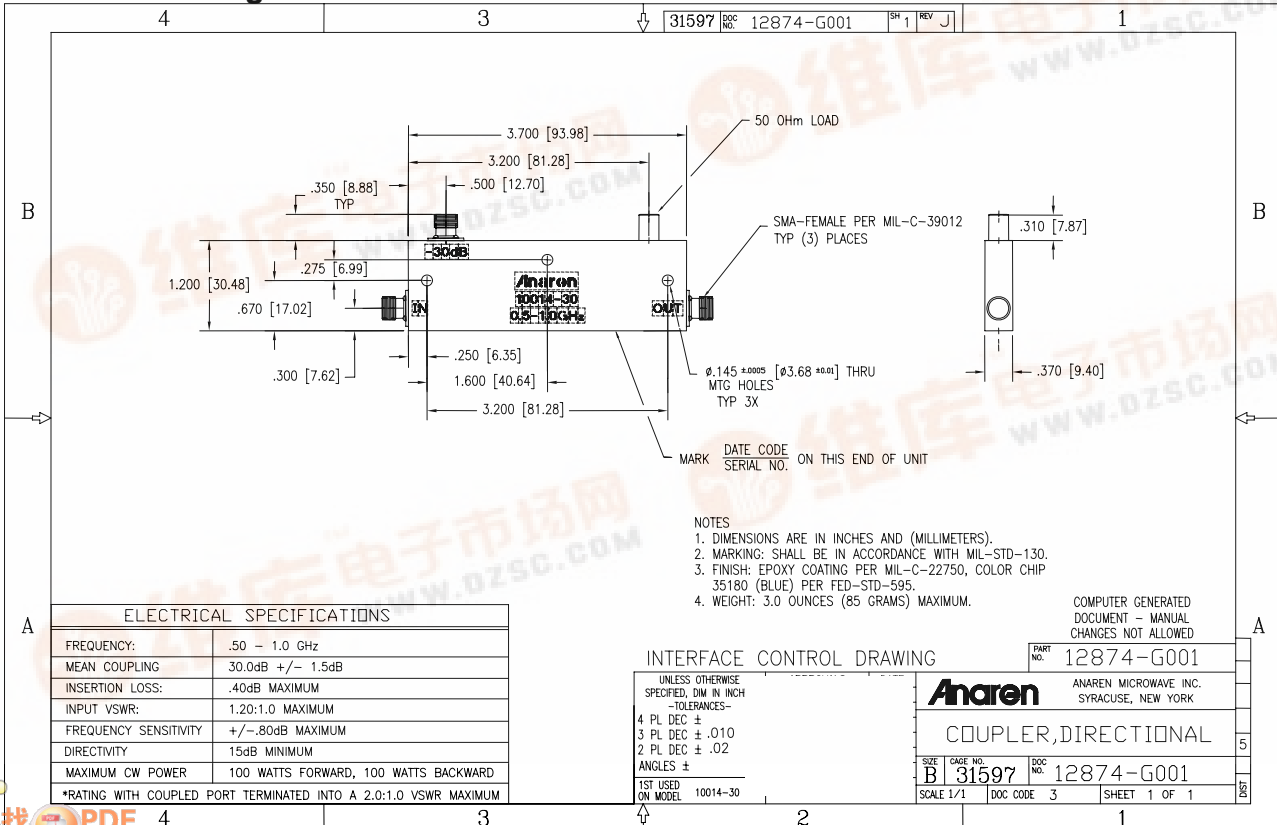 4
3
1
31597 DOC NO. 12874-G001 SH 1 REV J
3.700 [93.98]
50 OHm LOAD
3.200 [81.28]
.350 [8.88]
TYP
.500 [12.70]
B
B
SMA-FEMALE PER MIL-C-39012
TYP (3) PLACES
.310 [7.87]
-30dB
.275 [6.99]
1.200 [30.48]
Anaren
10014-30
0.5-1.0GHz
.670 [17.02]
IN
OUT
.250 [6.35]
.300 [7.62]
1.600 [40.64]
ø.145 ±.0005 [ø3.68 ±0.01] THRU
MTG HOLES
TYP 3X
.370 [9.40]
3.200 [81.28]
MARK DATE CODE
SERIAL NO. ON THIS END OF UNIT
NOTES
1. DIMENSIONS ARE IN INCHES AND (MILLIMETERS).
2. MARKING: SHALL BE IN ACCORDANCE WITH MIL-STD-130.
3. FINISH: EPOXY COATING PER MIL-C-22750, COLOR CHIP
35180 (BLUE) PER FED-STD-595.
4. WEIGHT: 3.0 OUNCES (85 GRAMS) MAXIMUM.
A
A
ELECTRICAL SPECIFICATIONS
FREQUENCY: .50 - 1.0 GHz
MEAN COUPLING 30.0dB +/- 1.5dB
INSERTION LOSS: .40dB MAXIMUM
INPUT VSWR: 1.20:1.0 MAXIMUM
FREQUENCY SENSITIVITY +/-.80dB MAXIMUM
DIRECTIVITY 15dB MINIMUM
MAXIMUM CW POWER 100 WATTS FORWARD, 100 WATTS BACKWARD
*RATING WITH COUPLED PORT TERMINATED INTO A 2.0:1.0 VSWR MAXIMUM
COMPUTER GENERATED
DOCUMENT - MANUAL
CHANGES NOT ALLOWED
INTERFACE CONTROL DRAWING
PART NO. 12874-G001
UNLESS OTHERWISE
SPECIFIED, DIM IN INCH
-TOLERANCES-
4 PL DEC ±
3 PL DEC ± .010
2 PL DEC ± .02
ANGLES ±
1ST USED
ON MODEL 10014-30
Anaren
ANAREN MICROWAVE INC.
SYRACUSE, NEW YORK
COUPLER,DIRECTIONAL
5
SIZE B CAGE NO. 31597 DOC NO. 12874-G001
SCALE 1/1 DOC CODE 3 SHEET 1 OF 1
DIST
4
3
2
1
找 PDF
维库电子市场网
WWW.DZSC.COM